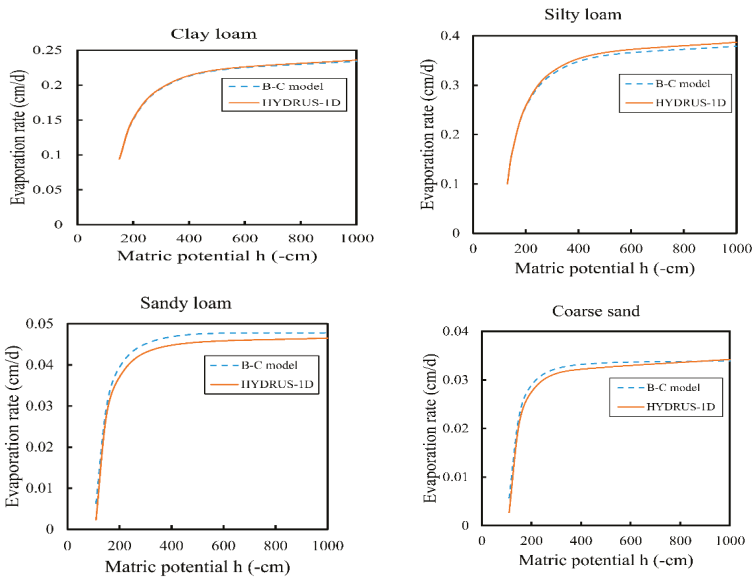 Clay loam
Evaporation rate (cm/d)
0.25
0.2
0.15
0.1
0.05
0
B-C model
HYDRUS-1D
0 200 400 600 800 1000
Matric potential h (-cm)
Silty loam
Evaporation rate (cm/d)
0.4
0.3
0.2
0.1
0
B-C model
HYDRUS-1D
0 200 400 600 800 1000
Matric potential h (-cm)
Sandy loam
Evaporation rate (cm/d)
0.05
0.04
0.03
0.02
0.01
0
B-C model
HYDRUS-1D
0 200 400 600 800 1000
Matric potential h (-cm)
Coarse sand
Evaporation rate (cm/d)
0.04
0.03
0.02
0.01
0
B-C model
HYDRUS-1D
0 200 400 600 800 1000
Matric potential h (-cm)